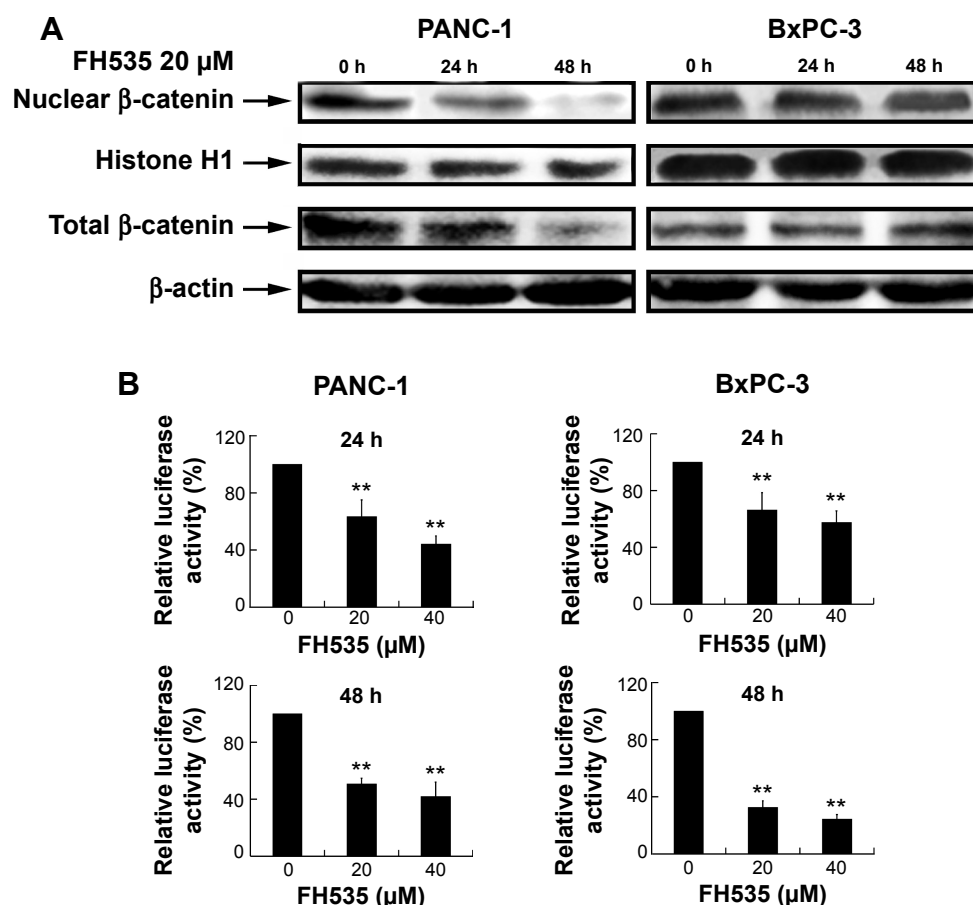 A
PANC-1
BxPC-3
FH535 20 µM
0 h 24 h 48 h
0 h 24 h 48 h
Nuclear β-catenin
Histone H1
Total β-catenin
β-actin
B
PANC-1
BxPC-3
Relative luciferase
activity (%)
24 h
120
80
40
0
**
**
0 20 40
FH535 (µM)
Relative luciferase
activity (%)
24 h
120
80
40
0
**
**
0 20 40
FH535 (µM)
Relative luciferase
activity (%)
48 h
120
80
40
0
**
**
0 20 40
FH535 (µM)
Relative luciferase
activity (%)
48 h
120
80
40
0
**
**
0 20 40
FH535 (µM)